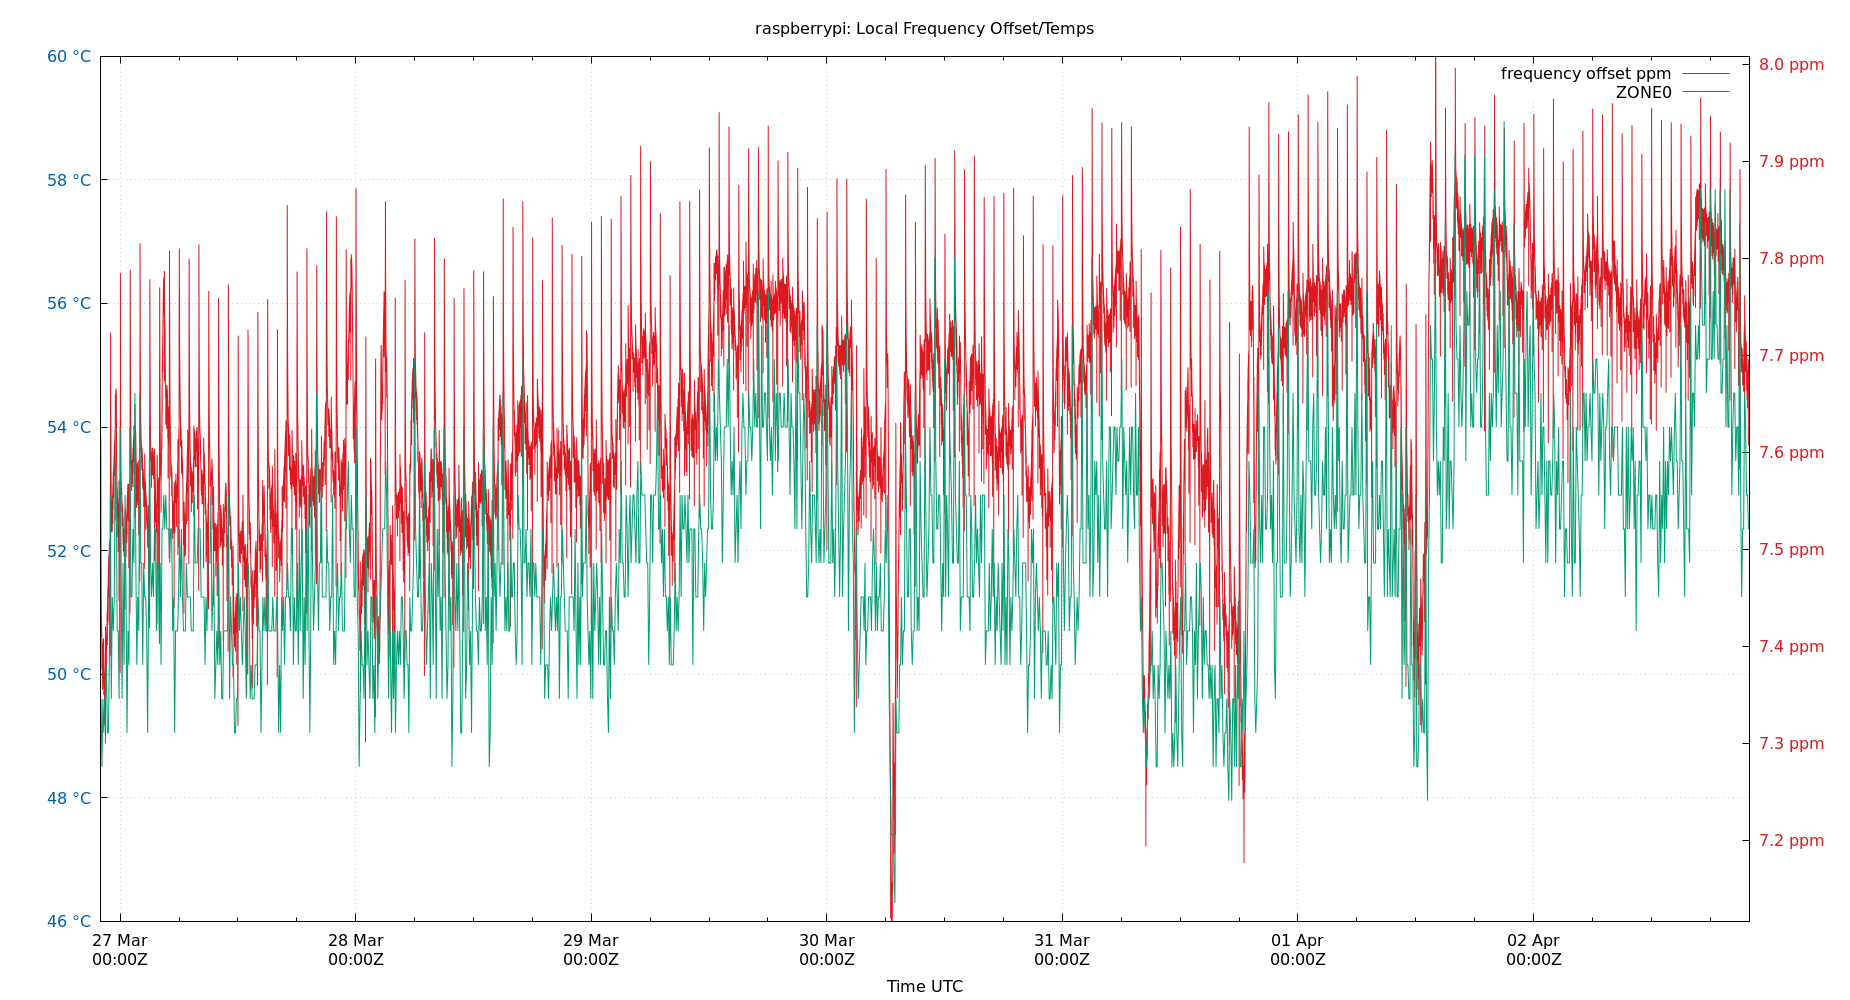 raspberrypi: Local Frequency Offset/Temps
60 °C
58 °C
56 °C
54 °C
52 °C
50 °C
48 °C
46 °C
frequency offset ppm
ZONE0
8.0 ppm
7.9 ppm
7.8 ppm
7.7 ppm
7.6 ppm
7.5 ppm
7.4 ppm
7.3 ppm
7.2 ppm
27 Mar
00:00Z
28 Mar
00:00Z
29 Mar
00:00Z
30 Mar
00:00Z
31 Mar
00:00Z
01 Apr
00:00Z
02 Apr
00:00Z
Time UTC